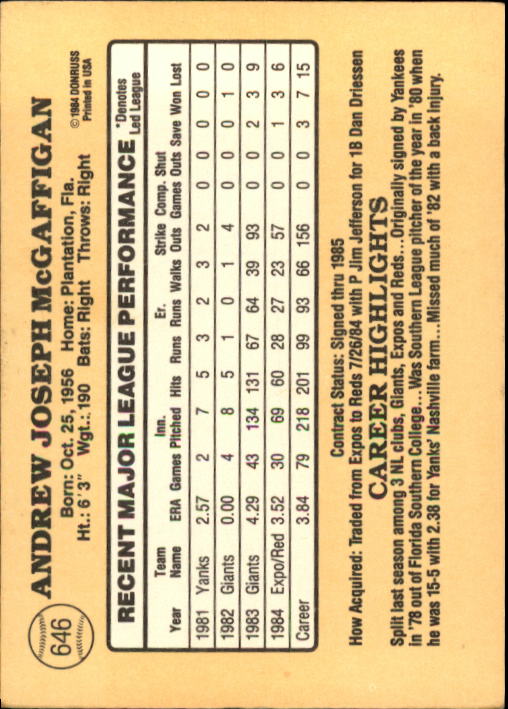 646
ANDREW JOSEPH McGAFFIGAN
Born: Oct. 25, 1956 Home: Plantation, Fla.
Ht.: 6'3" Wgt.: 190 Bats: Right Throws: Right
© 1984 DONRUSS
Printed in USA
RECENT MAJOR LEAGUE PERFORMANCE
*Denotes
Led League
Year Team Name ERA Games Inn. Pitched Hits Runs Er. Runs Walks Strike Outs Comp. Games Shut Outs Save Won Lost
1981 Yanks 2.57 2 7 5 3 2 3 2 0 0 0 0 0
1982 Giants 0.00 4 8 5 1 0 1 4 0 0 0 1 0
1983 Giants 4.29 43 134 131 67 64 39 93 0 0 2 3 9
1984 Expo/Red 3.52 30 69 60 28 27 23 57 0 0 1 3 6
Career 3.84 79 218 201 99 93 66 156 0 0 3 7 15
Contract Status: Signed thru 1985
How Acquired: Traded from Expos to Reds 7/26/84 with P Jim Jefferson for 1B Dan Driessen
CAREER HIGHLIGHTS
Split last season among 3 NL clubs, Giants, Expos and Reds...Originally signed by Yankees
in '78 out of Florida Southern College...Was Southern League pitcher of the year in '80 when
he was 15-5 with 2.38 for Yanks' Nashville farm...Missed much of '82 with a back injury.